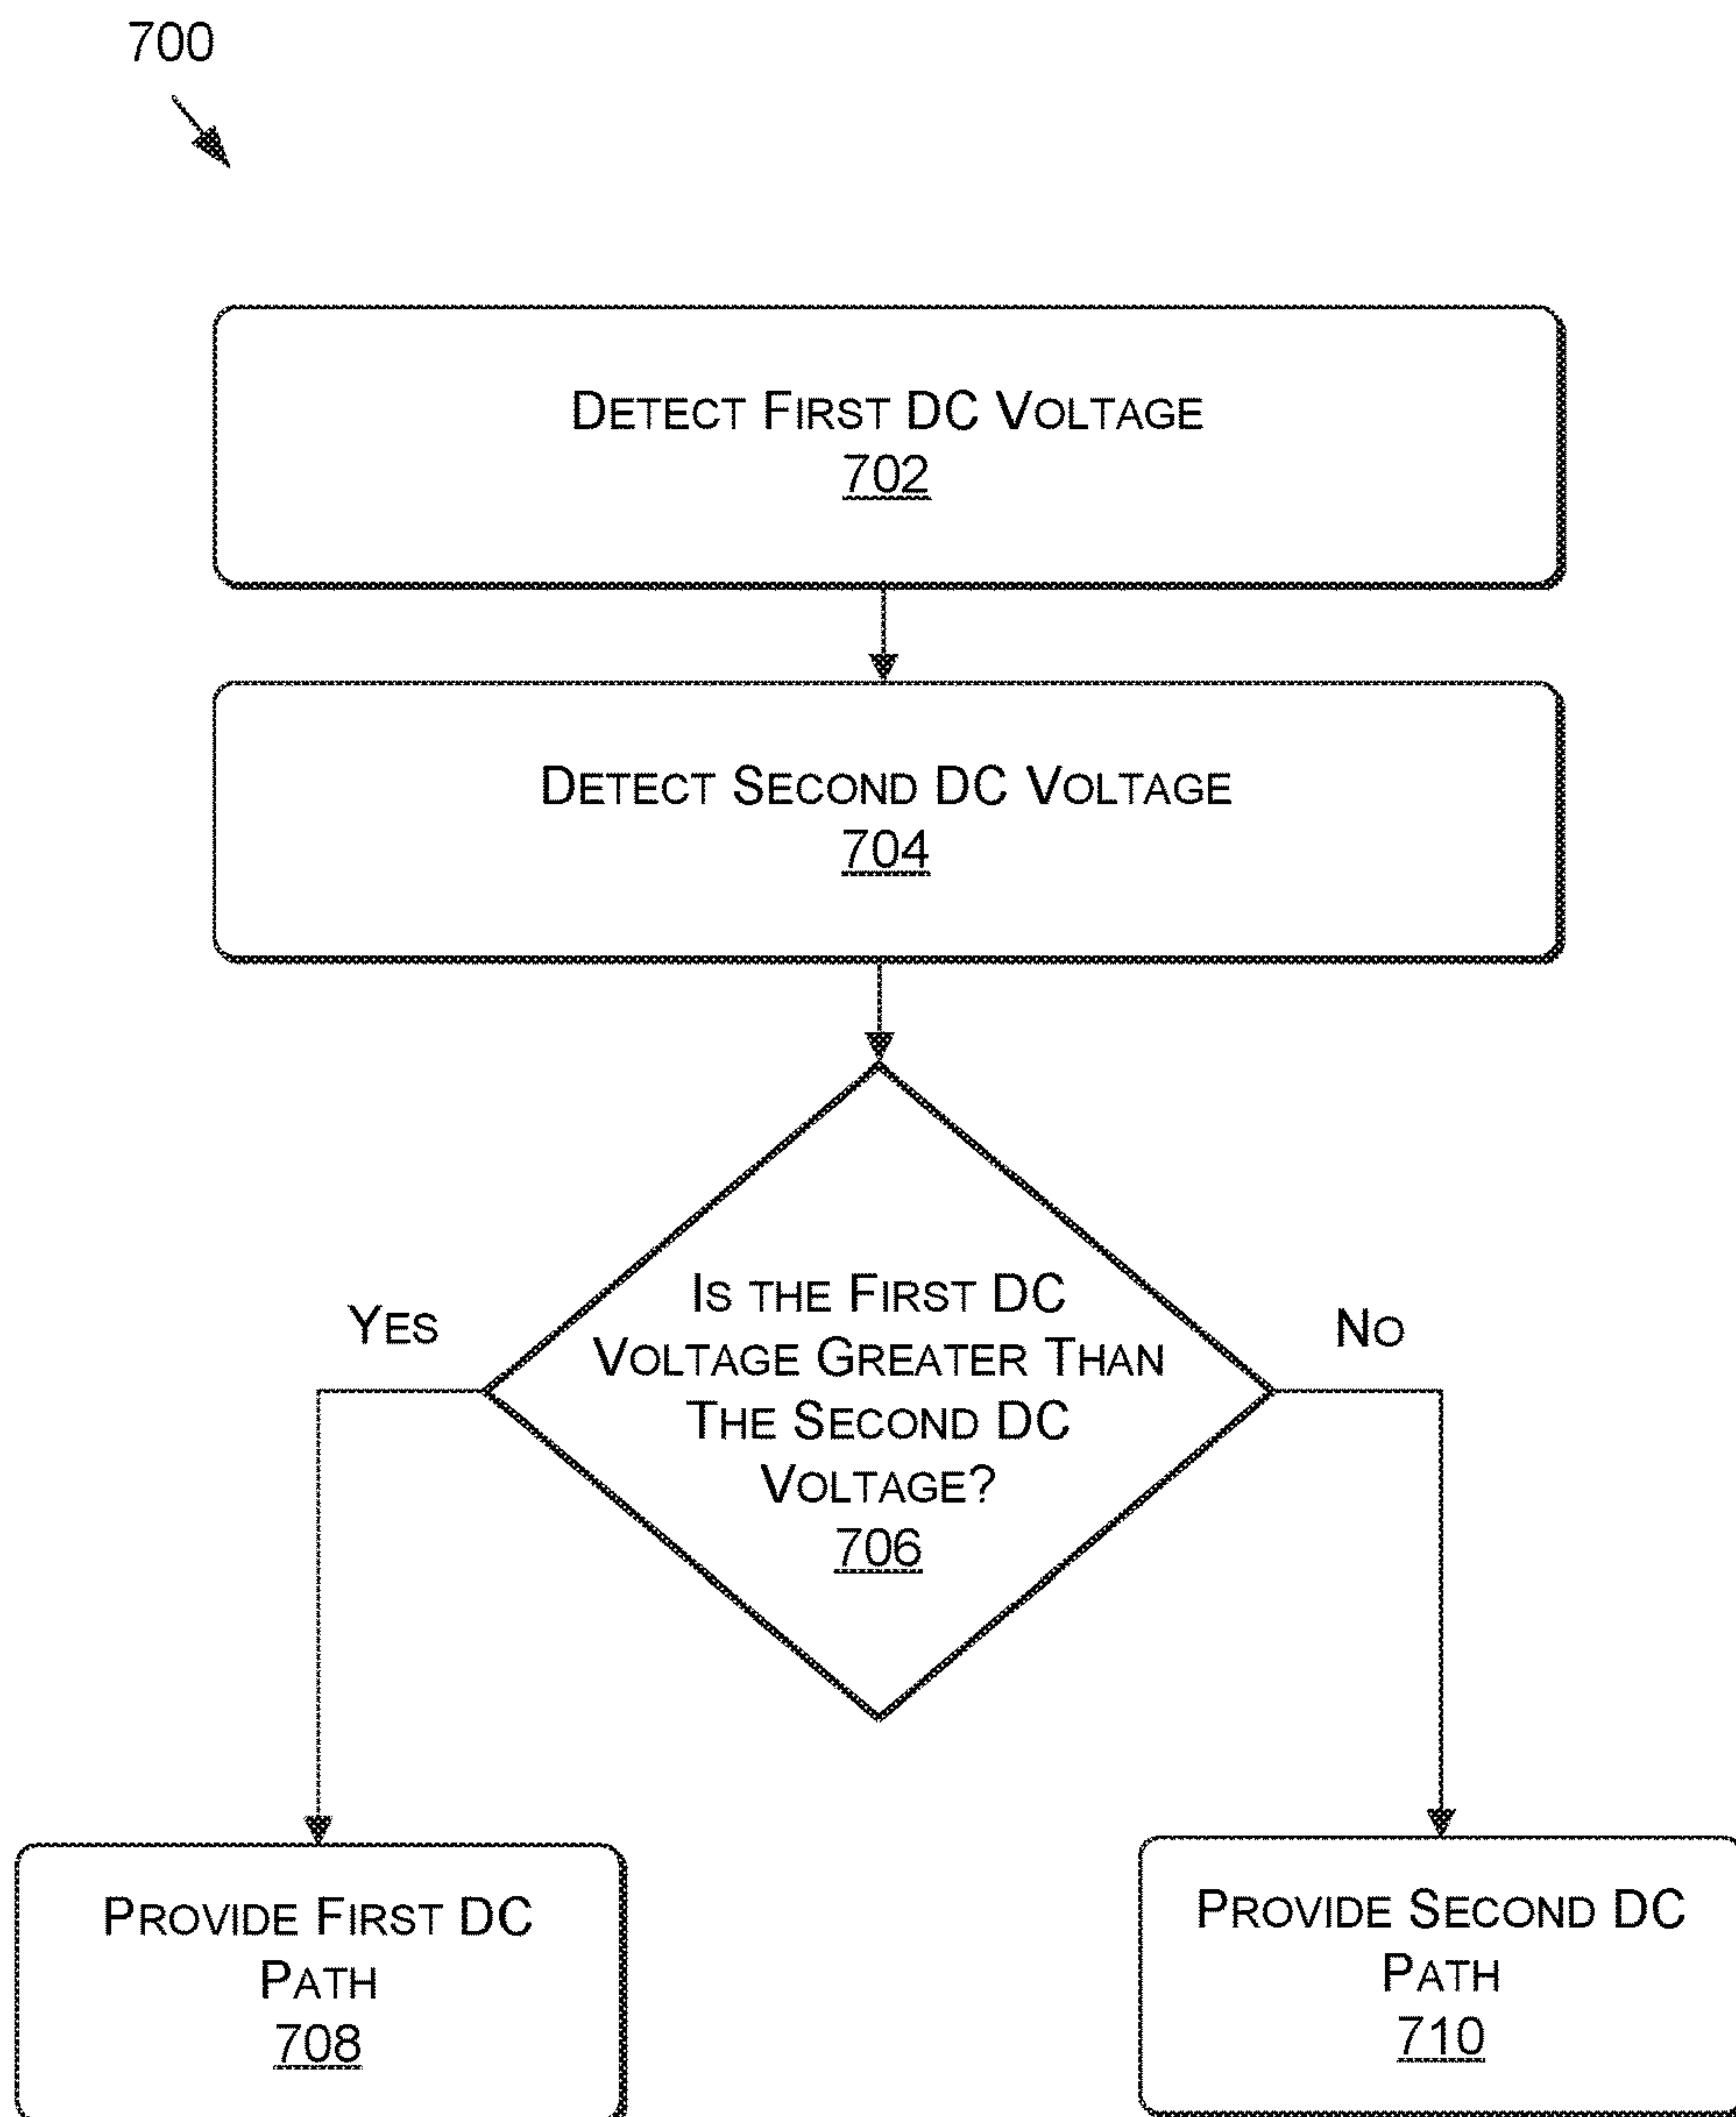 700
DETECT FIRST DC VOLTAGE
702
DETECT SECOND DC VOLTAGE
704
IS THE FIRST DC
VOLTAGE GREATER THAN
THE SECOND DC
VOLTAGE?
706
YES
NO
PROVIDE FIRST DC
PATH
708
PROVIDE SECOND DC
PATH
710